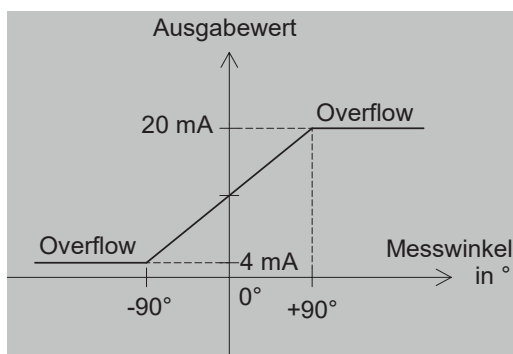 Ausgabewert
Overflow
20 mA
Overflow
4 mA
Messwinkel
in °
-90°
0°
+90°